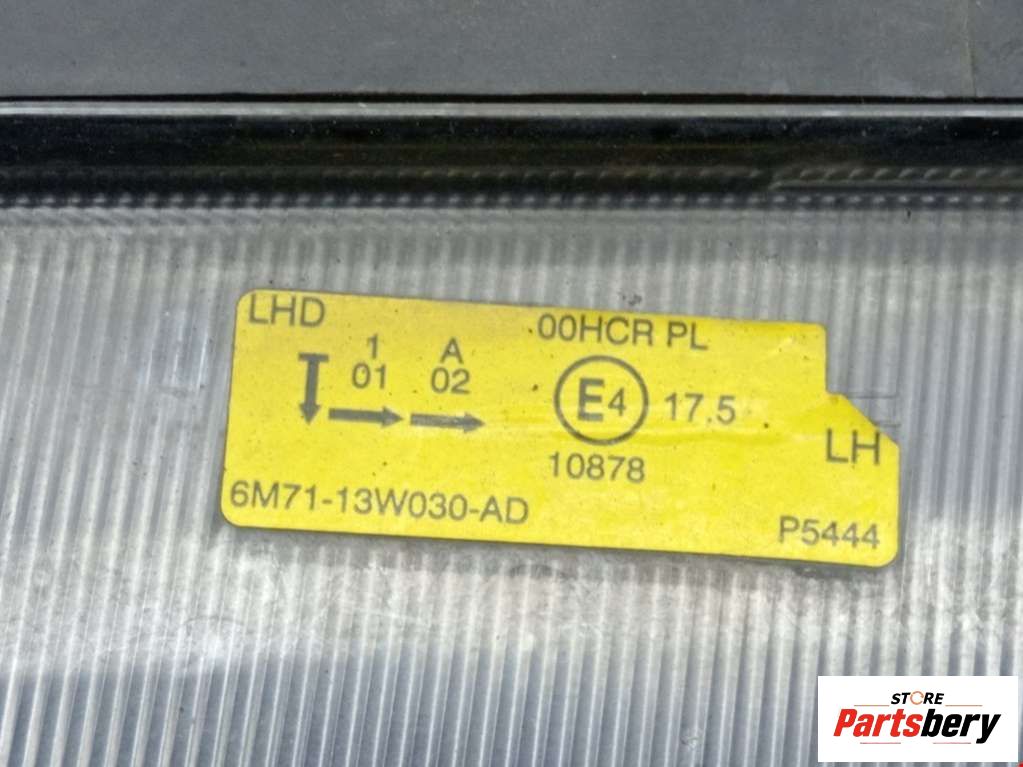 LHD
00HCR PL
1 A
01 02
E4 17.5
10878
LH
6M71-13W030-AD
P5444
STORE
Partsbery